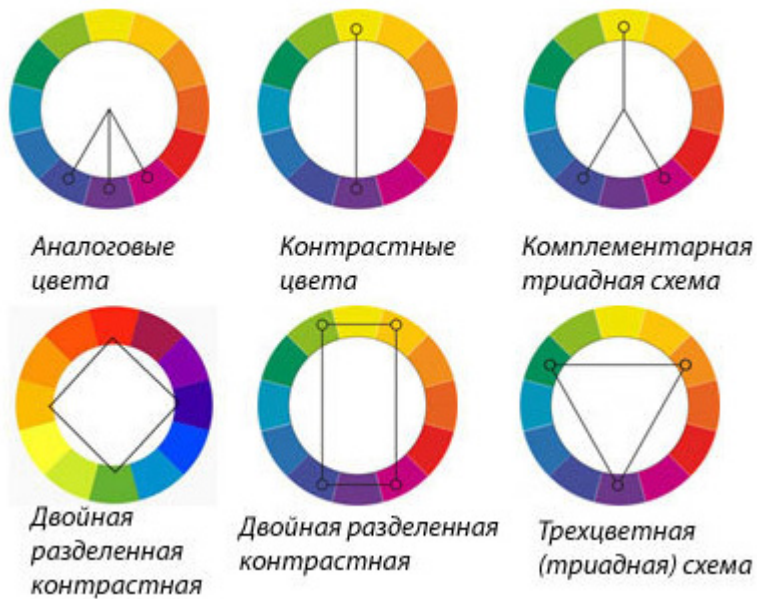 Аналоговые
цвета
Контрастные
цвета
Комплементарная
триадная схема
Двойная
разделенная
контрастная
Двойная разделенная
контрастная
Трехцветная
(триадная) схема